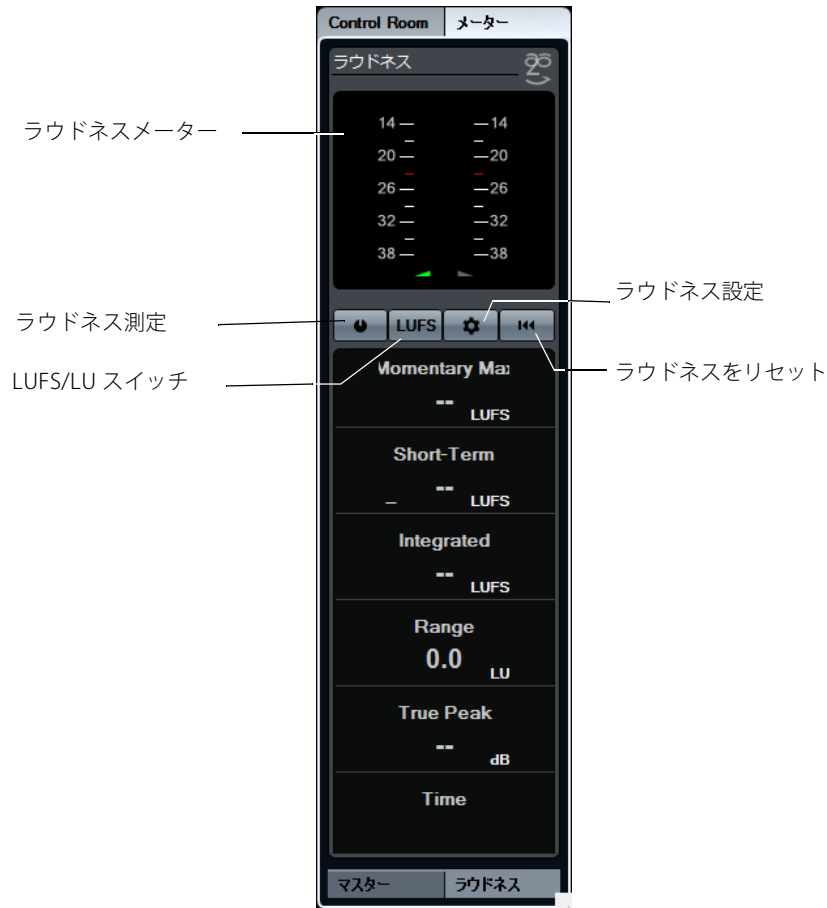 Control Room メーター
ラウドネス
ラウドネスメーター
14 14
20 20
26 26
32 32
38 38
ラウドネス設定
ラウドネス測定
LUFS
LUFS/LU スイッチ
ラウドネスをリセット
Momentary Max
--
LUFS
Short-Term
--
LUFS
Integrated
--
LUFS
Range
0.0
LU
True Peak
--
dB
Time
マスター ラウドネス